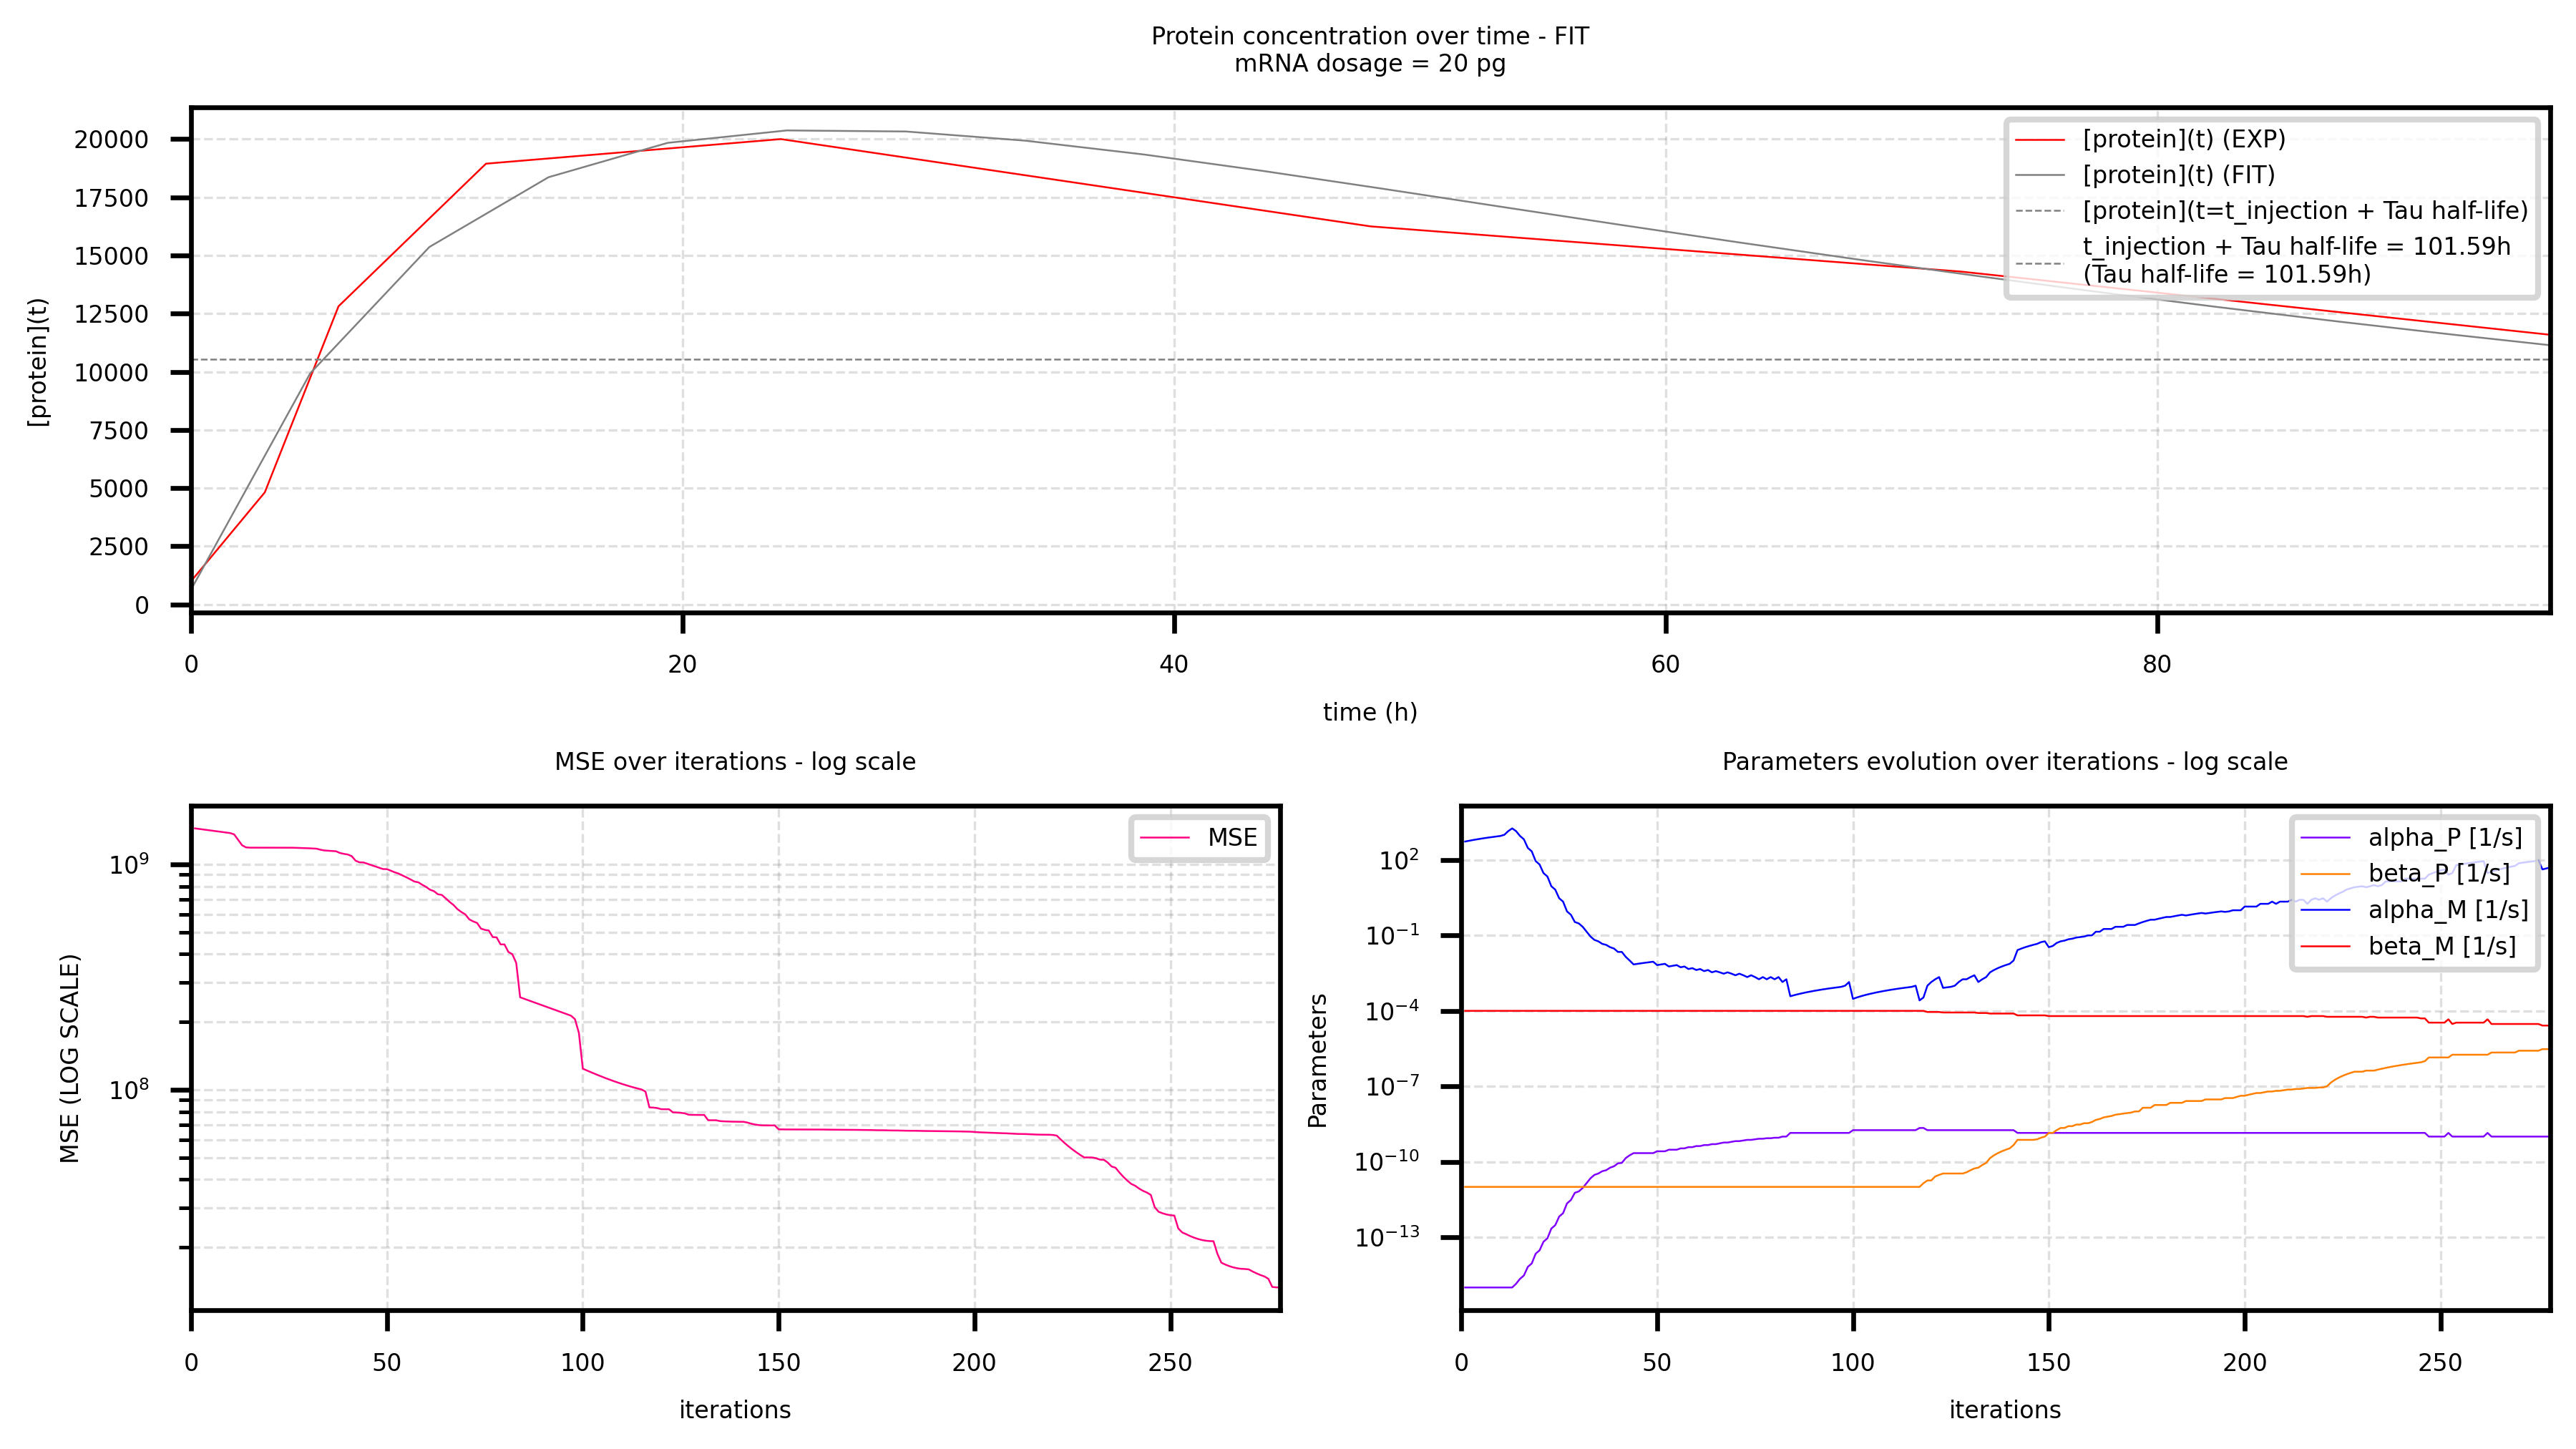 Protein concentration over time - FIT
mRNA dosage = 20 pg
[protein](t)
20000
17500
15000
12500
10000
7500
5000
2500
0
[protein](t) (EXP)
[protein](t) (FIT)
[protein](t=t_injection + Tau half-life)
t_injection + Tau half-life = 101.59h
(Tau half-life = 101.59h)
0 20 40 60 80
time (h)
MSE over iterations - log scale
MSE (LOG SCALE)
10⁹
10⁸
MSE
0 50 100 150 200 250
iterations
Parameters evolution over iterations - log scale
Parameters
10²
10⁻¹
10⁻⁴
10⁻⁷
10⁻¹⁰
10⁻¹³
alpha_P [1/s]
beta_P [1/s]
alpha_M [1/s]
beta_M [1/s]
0 50 100 150 200 250
iterations